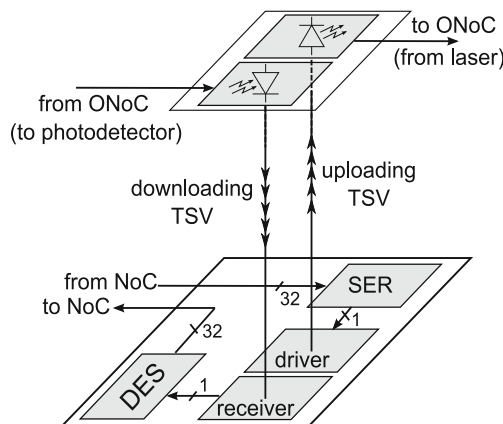 to ONoC
(from laser)
from ONoC
(to photodetector)
downloading
TSV
uploading
TSV
from NoC
to NoC
32
SER
1
32
driver
DES
1
receiver